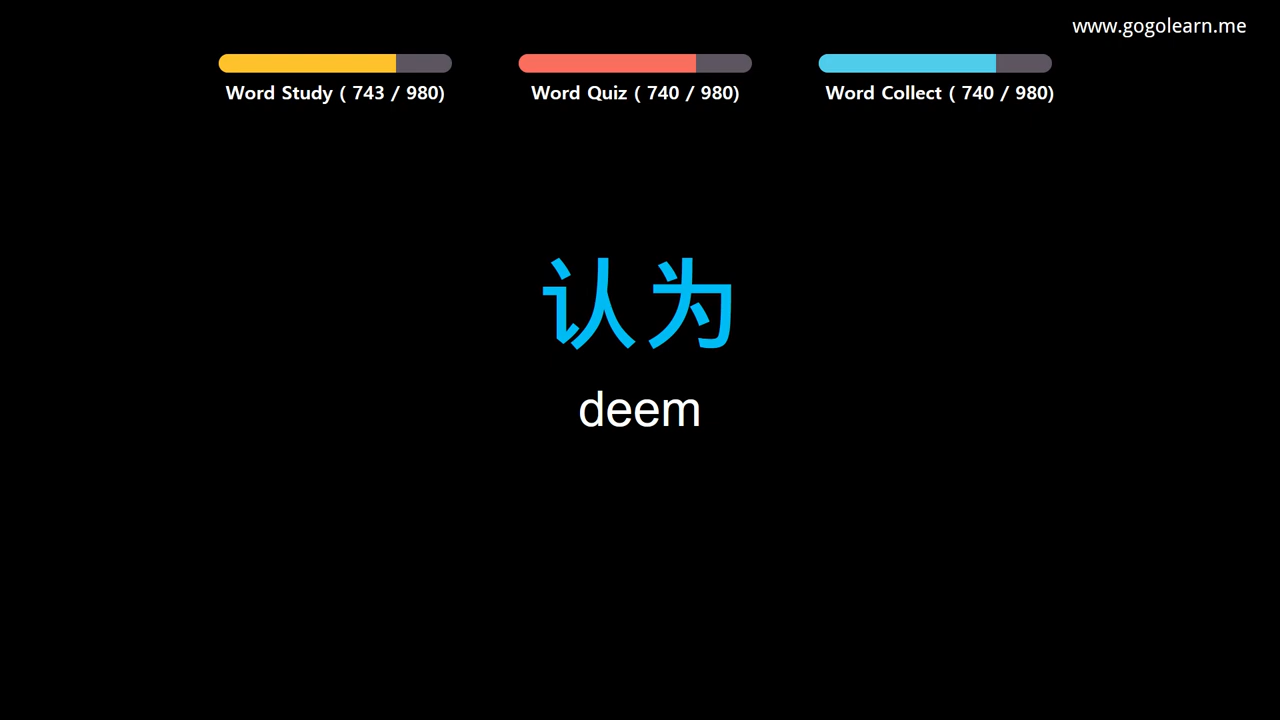 www.gogolearn.me
Word Study ( 743 / 980)
Word Quiz ( 740 / 980)
Word Collect ( 740 / 980)
认为
deem